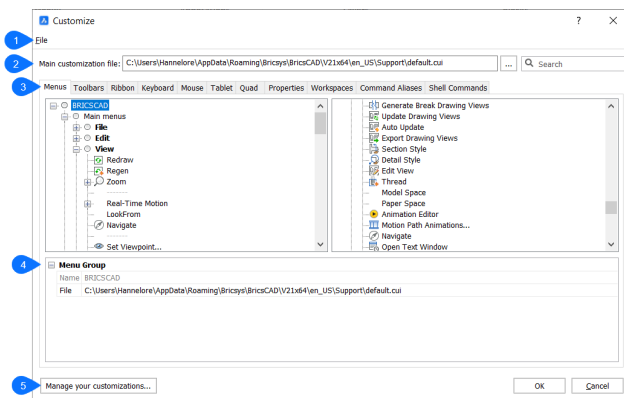 Customize
? ×
1
File
2
Main customization file: C:\Users\Hannelore\AppData\Roaming\Bricsys\BricsCAD\V21x64\en_US\Support\default.cui ... Search
3
Menus Toolbars Ribbon Keyboard Mouse Tablet Quad Properties Workspaces Command Aliases Shell Commands
BRICSCAD
Main menus
File
Edit
View
Redraw
Regen
Zoom
Real-Time Motion
LookFrom
Navigate
Set Viewpoint...
Generate Break Drawing Views
Update Drawing Views
Auto Update
Export Drawing Views
Section Style
Detail Style
Edit View
Thread
Model Space
Paper Space
Animation Editor
Motion Path Animations...
Navigate
Open Text Window
4
Menu Group
Name BRICSCAD
File C:\Users\Hannelore\AppData\Roaming\Bricsys\BricsCAD\V21x64\en_US\Support\default.cui
5
Manage your customizations... OK Cancel